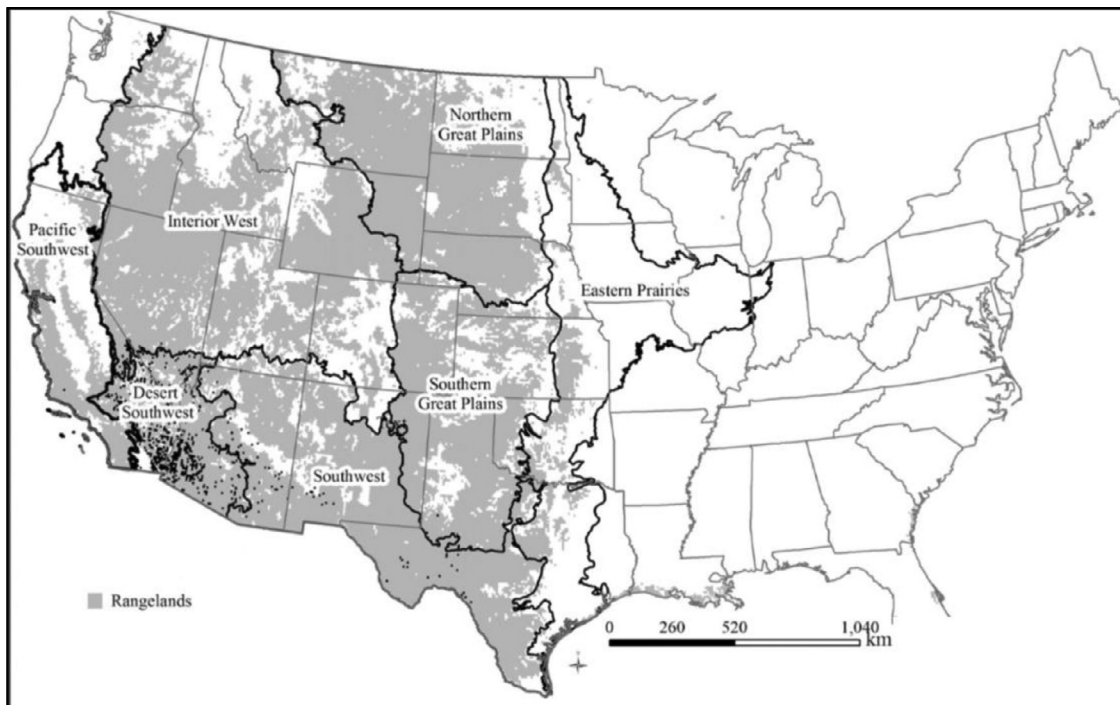 Northern
Great Plains
Interior West
Pacific
Southwest
Eastern Prairies
Desert
Southwest
Southern
Great Plains
Southwest
Rangelands
0 260 520 1,040
km